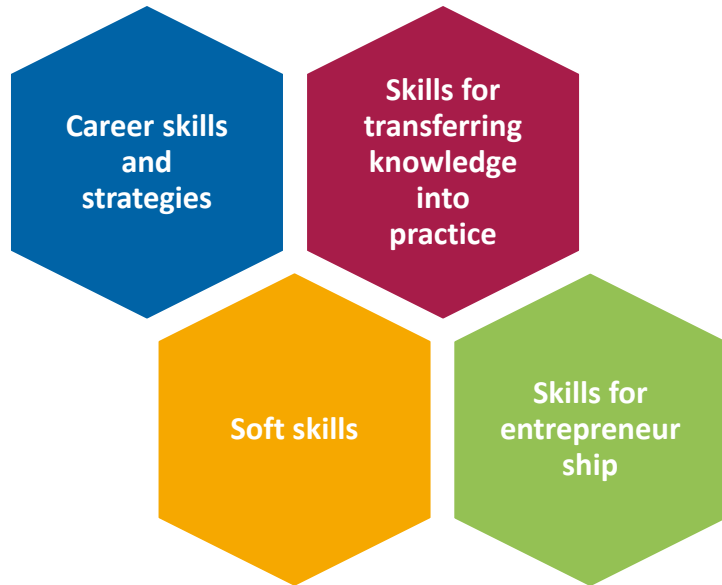 Career skills
and
strategies
Skills for
transferring
knowledge
into
practice
Soft skills
Skills for
entrepreneur
ship